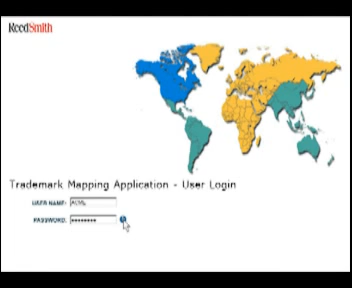 ReedSmith
Trademark Mapping Application - User Login
USER NAME:
PASSWORD: ••••••••